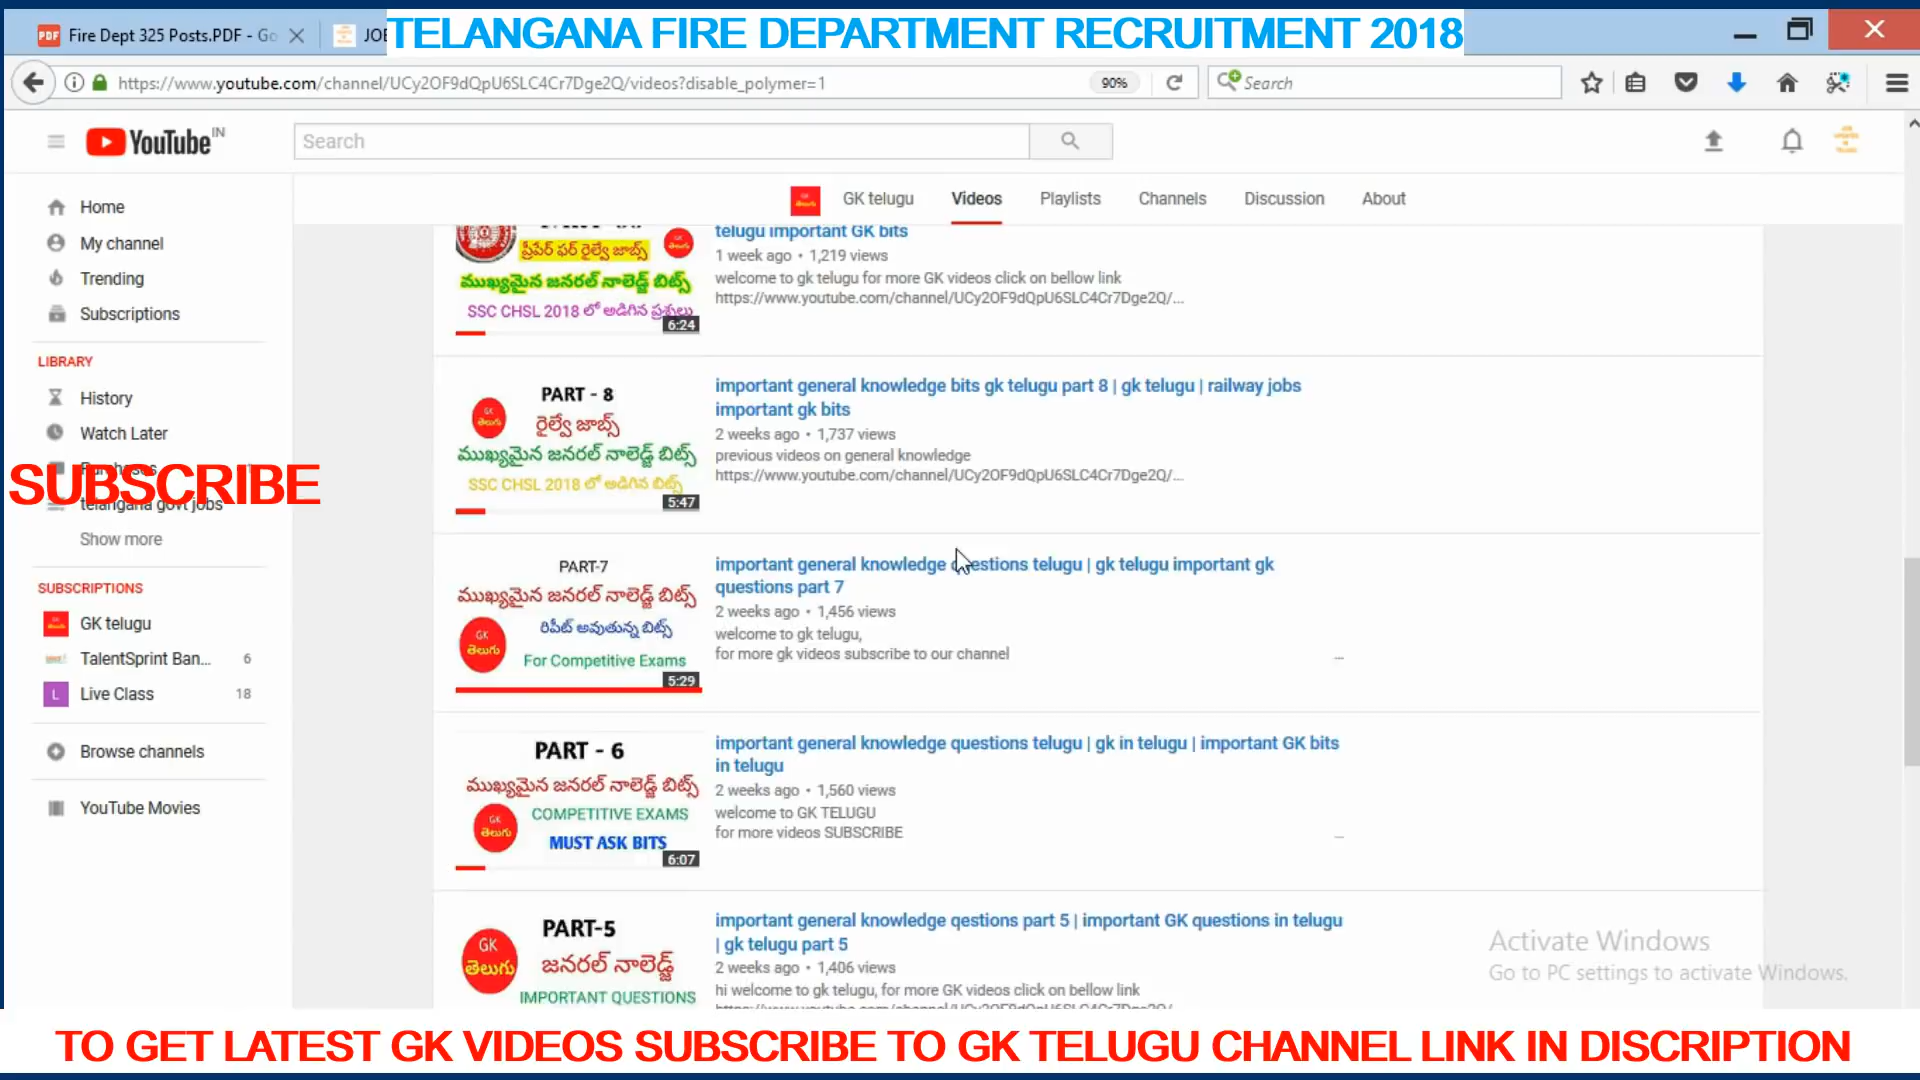 Fire Dept 325 Posts.PDF - Go
TELANGANA FIRE DEPARTMENT RECRUITMENT 2018
https://www.youtube.com/channel/UCy2OF9dQpU6SLC4Cr7Dge2Q/videos?disable_polymer=1
90%
Search
YouTube IN
Search
Home
My channel
Trending
Subscriptions
LIBRARY
History
Watch Later
Purchases
SUBSCRIBE
telangana govt jobs
Show more
SUBSCRIPTIONS
GK telugu
TalentSprint Ban... 6
L Live Class 18
Browse channels
YouTube Movies
GK telugu Videos Playlists Channels Discussion About
ప్రిపేర్ ఫర్ రైల్వే జాబ్స్
ముఖ్యమైన జనరల్ నాలెడ్జ్ బిట్స్
SSC CHSL 2018 లో అడిగిన ప్రశ్నలు
6:24
telugu important GK bits
1 week ago • 1,219 views
welcome to gk telugu for more GK videos click on bellow link
https://www.youtube.com/channel/UCy2OF9dQpU6SLC4Cr7Dge2Q/...
PART - 8
GK తెలుగు
రైల్వే జాబ్స్
ముఖ్యమైన జనరల్ నాలెడ్జ్ బిట్స్
SSC CHSL 2018 లో అడిగిన బిట్స్
5:47
important general knowledge bits gk telugu part 8 | gk telugu | railway jobs
important gk bits
2 weeks ago • 1,737 views
previous videos on general knowledge
https://www.youtube.com/channel/UCy2OF9dQpU6SLC4Cr7Dge2Q/...
PART-7
ముఖ్యమైన జనరల్ నాలెడ్జ్ బిట్స్
రిపీట్ అవుతున్న బిట్స్
GK తెలుగు
For Competitive Exams
5:29
important general knowledge questions telugu | gk telugu important gk
questions part 7
2 weeks ago • 1,456 views
welcome to gk telugu,
for more gk videos subscribe to our channel ...
PART - 6
ముఖ్యమైన జనరల్ నాలెడ్జ్ బిట్స్
GK తెలుగు
COMPETITIVE EXAMS
MUST ASK BITS
6:07
important general knowledge questions telugu | gk in telugu | important GK bits
in telugu
2 weeks ago • 1,560 views
welcome to GK TELUGU
for more videos SUBSCRIBE ...
PART-5
GK తెలుగు
జనరల్ నాలెడ్జ్
IMPORTANT QUESTIONS
important general knowledge qestions part 5 | important GK questions in telugu
| gk telugu part 5
2 weeks ago • 1,406 views
hi welcome to gk telugu, for more GK videos click on bellow link
Activate Windows
Go to PC settings to activate Windows.
TO GET LATEST GK VIDEOS SUBSCRIBE TO GK TELUGU CHANNEL LINK IN DISCRIPTION